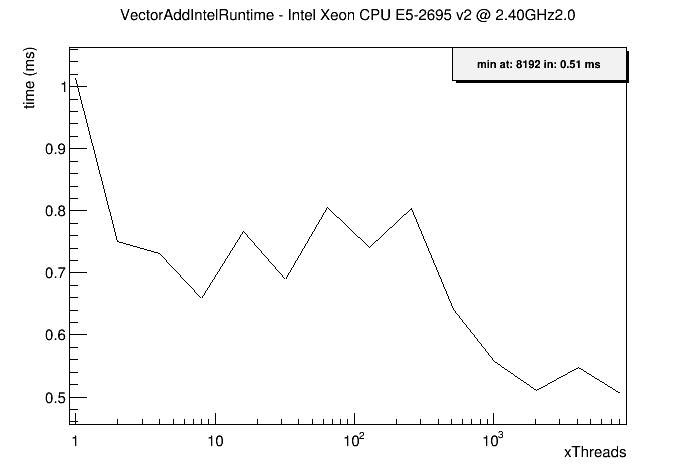 VectorAddIntelRuntime - Intel Xeon CPU E5-2695 v2 @ 2.40GHz2.0
time (ms)
min at: 8192 in: 0.51 ms
1
0.9
0.8
0.7
0.6
0.5
1 10 10² 10³
xThreads